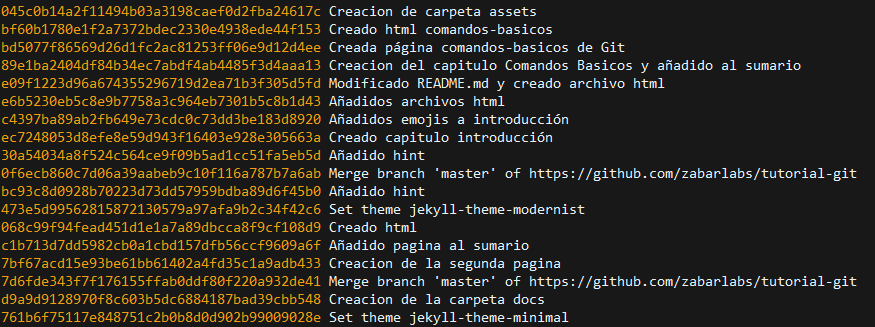 045c0b14a2f11494b03a3198caef0d2fba24617c Creacion de carpeta assets
bf60b1780e1f2a7372bdec2330e4938ede44f153 Creado html comandos-basicos
bd5077f86569d26d1fc2ac81253ff06e9d12d4ee Creada página comandos-basicos de Git
89e1ba2404df84b34ec7abdf4ab4485f3d4aaa13 Creacion del capitulo Comandos Basicos y añadido al sumario
e09f1223d96a674355296719d2ea71b3f305d5fd Modificado README.md y creado archivo html
e6b5230eb5c8e9b7758a3c964eb7301b5c8b1d43 Añadidos archivos html
c4397ba89ab2fb649e73cdc0c73dd3be183d8920 Añadidos emojis a introducción
ec7248053d8efe8e59d943f16403e928e305663a Creado capitulo introducción
30a54034a8f524c564ce9f09b5ad1cc51fa5eb5d Añadido hint
0f6ecb860c7d06a39aabeb9c10f116a787b7a6ab Merge branch 'master' of https://github.com/zabarlabs/tutorial-git
bc93c8d0928b70223d73dd57959bdba89d6f45b0 Añadido hint
473e5d99562815872130579a97afa9b2c34f42c6 Set theme jekyll-theme-modernist
068c99f94fead451d1e1a7a89dbcca8f9cf108d9 Creado html
c1b713d7dd5982cb0a1cbd157dfb56ccf9609a6f Añadido pagina al sumario
7bf67acd15e93be61bb61402a4fd35c1a9adb433 Creacion de la segunda pagina
7d6fde343f7f176155ffab0ddf80f220a932de41 Merge branch 'master' of https://github.com/zabarlabs/tutorial-git
d9a9d9128970f8c603b5dc6884187bad39cbb548 Creacion de la carpeta docs
761b6f75117e848751c2b0b8d0d902b99009028e Set theme jekyll-theme-minimal